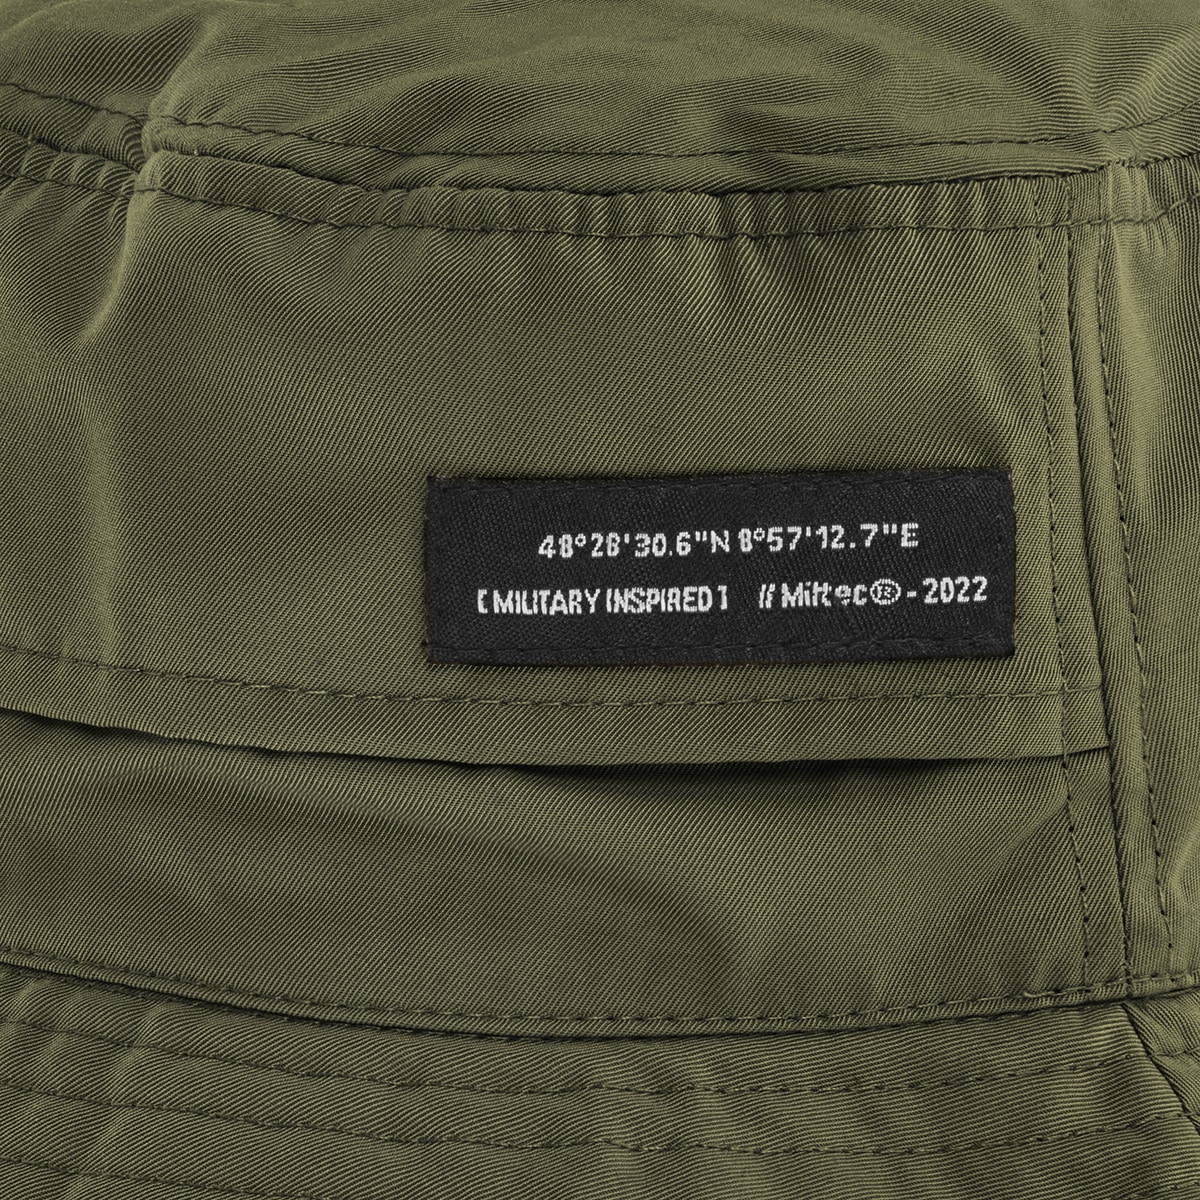 48°28'30.6"N 8°57'12.7"E
[MILITARY INSPIRED] // Miltec® - 2022